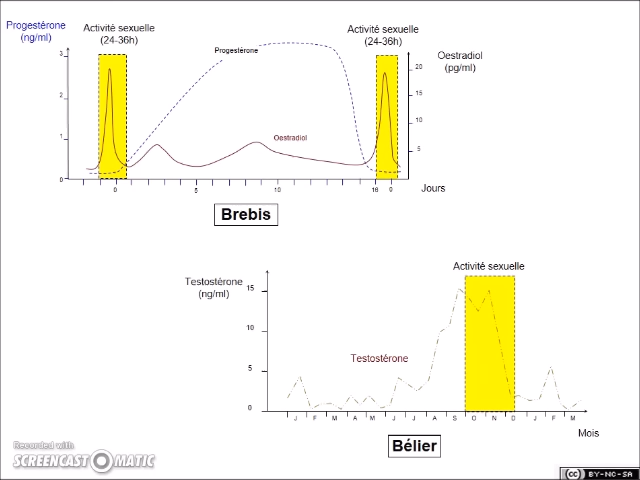 Progestérone
(ng/ml)
Activité sexuelle
(24-36h)
Progestérone
Activité sexuelle
(24-36h)
Oestradiol
(pg/ml)
3
2
1
0
20
15
10
5
Oestradiol
0 5 10 16 0
Jours
Brebis
Activité sexuelle
Testostérone
(ng/ml)
15
10
5
0
Testostérone
J F M A M J J A S O N D J F M
Mois
Bélier
Recorded with
SCREENCAST O MATIC
cc BY-NC-SA